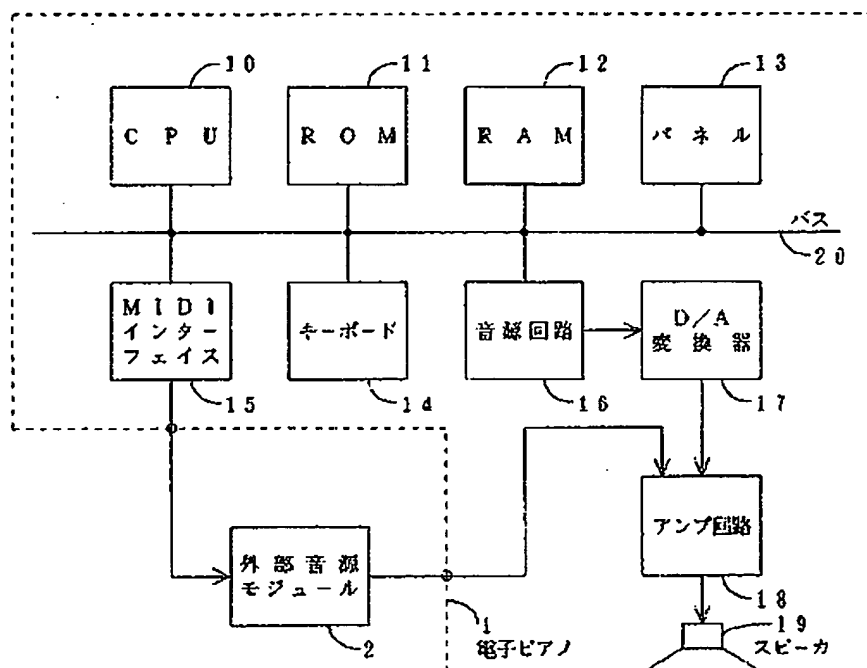 10
11
12
13
CPU
ROM
RAM
パネル
バス
20
MIDI
インター
フェイス
キーボード
音源回路
D/A
変換器
15
14
16
17
外部音源
モジュール
アンプ回路
2
1
電子ピアノ
18
19
スピーカ